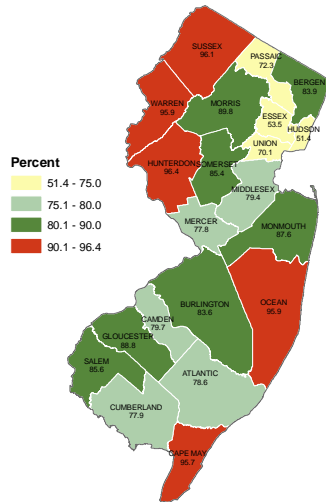 SUSSEX
96.1
PASSAIC
72.3
BERGEN
83.9
WARREN
95.9
MORRIS
89.8
ESSEX
53.5
HUDSON
51.4
UNION
70.1
HUNTERDON
96.4
SOMERSET
85.4
MIDDLESEX
79.4
MERCER
77.8
MONMOUTH
87.6
Percent
51.4 - 75.0
75.1 - 80.0
80.1 - 90.0
90.1 - 96.4
OCEAN
95.9
BURLINGTON
83.6
CAMDEN
79.7
GLOUCESTER
88.8
SALEM
85.6
ATLANTIC
78.6
CUMBERLAND
77.9
CAPE MAY
95.7